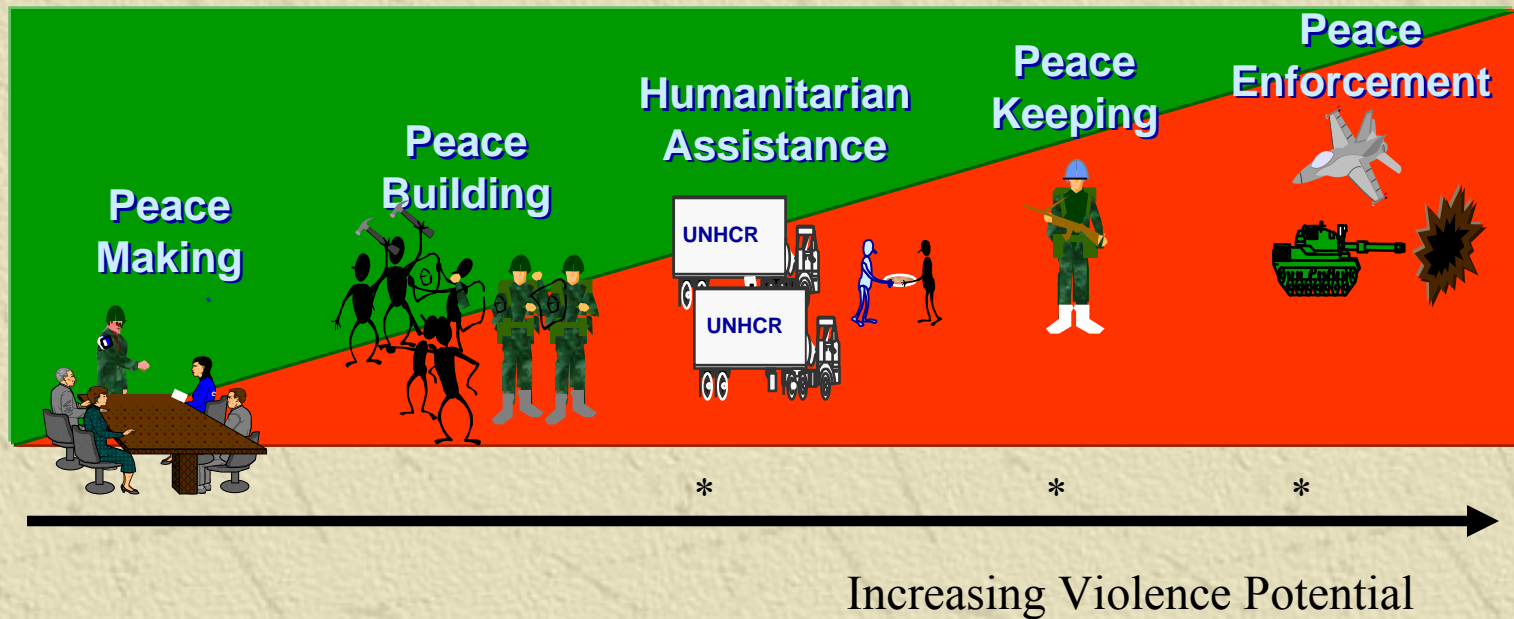 Peace
Making
Peace
Building
Humanitarian
Assistance
Peace
Keeping
Peace
Enforcement
UNHCR
UNHCR
* * *
Increasing Violence Potential